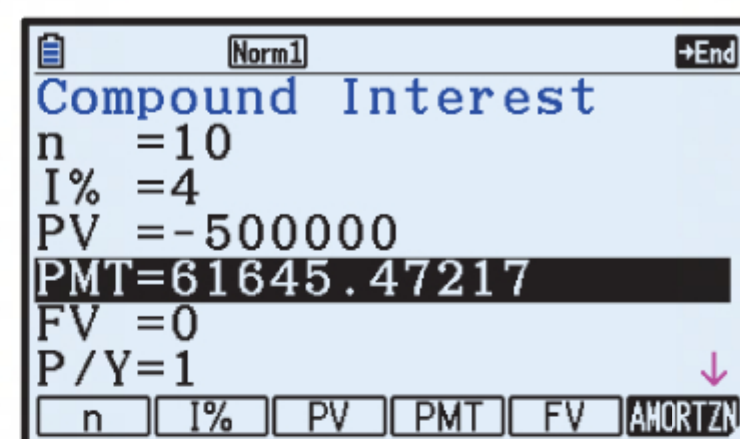 Norm1 →End
Compound Interest
n =10
I% =4
PV =-500000
PMT=61645.47217
FV =0
P/Y=1 ↓
n I% PV PMT FV AMORTZN